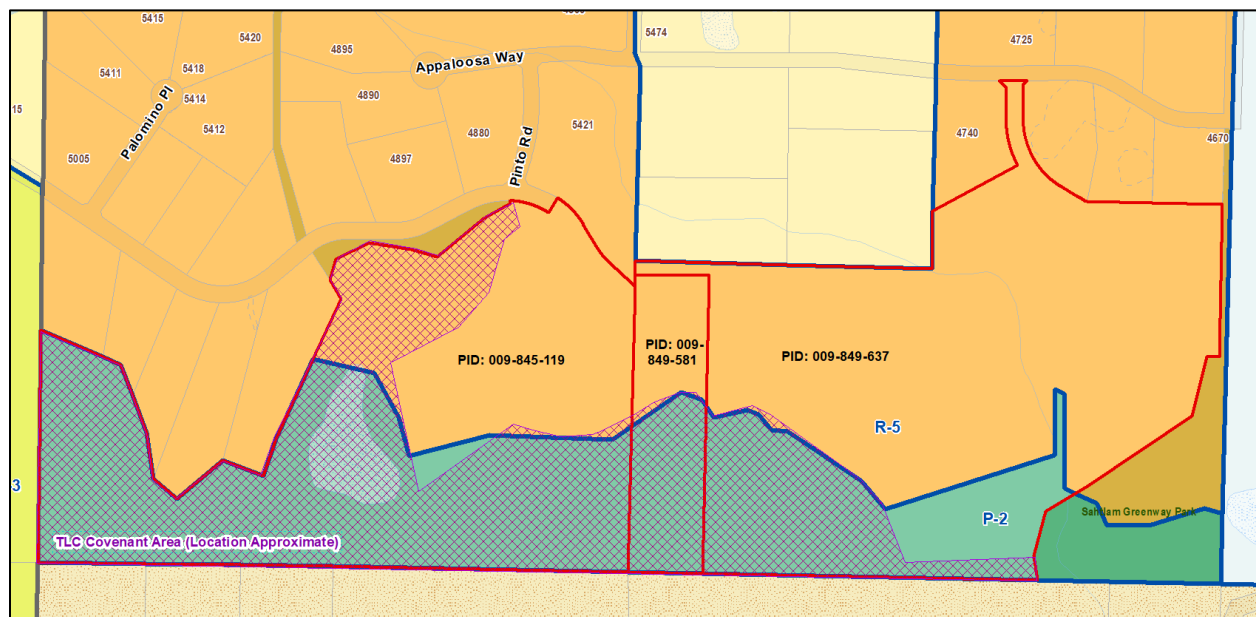 5415
5420
5474
4725
4895
Appaloosa Way
5411
5418
5414
4890
15
5412
4880
5421
4740
4670
Palomino Pl
Pinto Rd
5005
4897
PID: 009-845-119
PID: 009-
849-581
PID: 009-849-637
R-5
3
P-2
Sahtlam Greenway Park
TLC Covenant Area (Location Approximate)